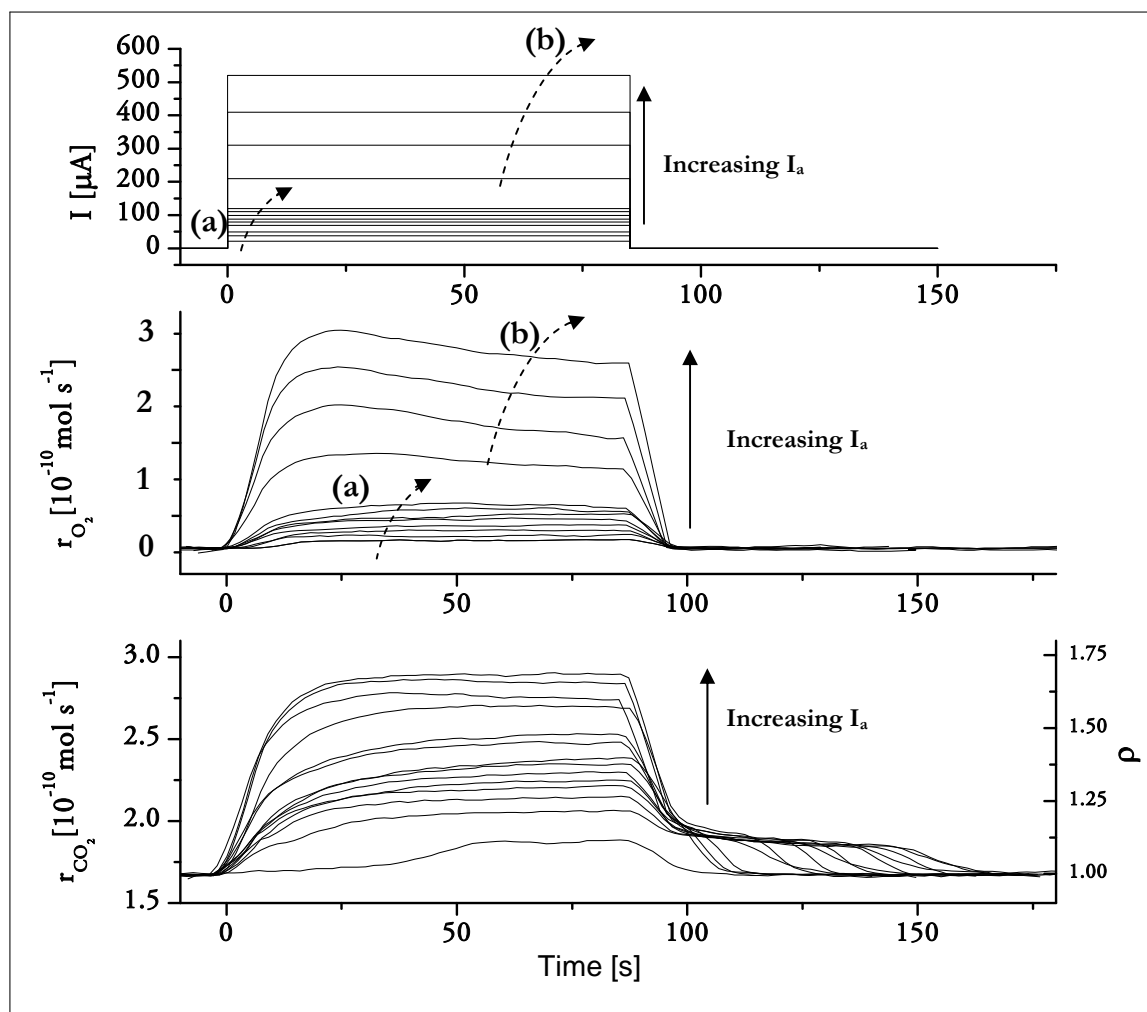 (b)
600
500
400
300
200
100
0
I [µA]
(a)
Increasing Iₐ
0 50 100 150
3
2
1
0
r_O₂ [10⁻¹⁰ mol s⁻¹]
(b)
(a)
Increasing Iₐ
0 50 100 150
3.0
2.5
2.0
1.5
r_CO₂ [10⁻¹⁰ mol s⁻¹]
Increasing Iₐ
1.75
1.50
1.25
1.00
ρ
0 50 100 150
Time [s]